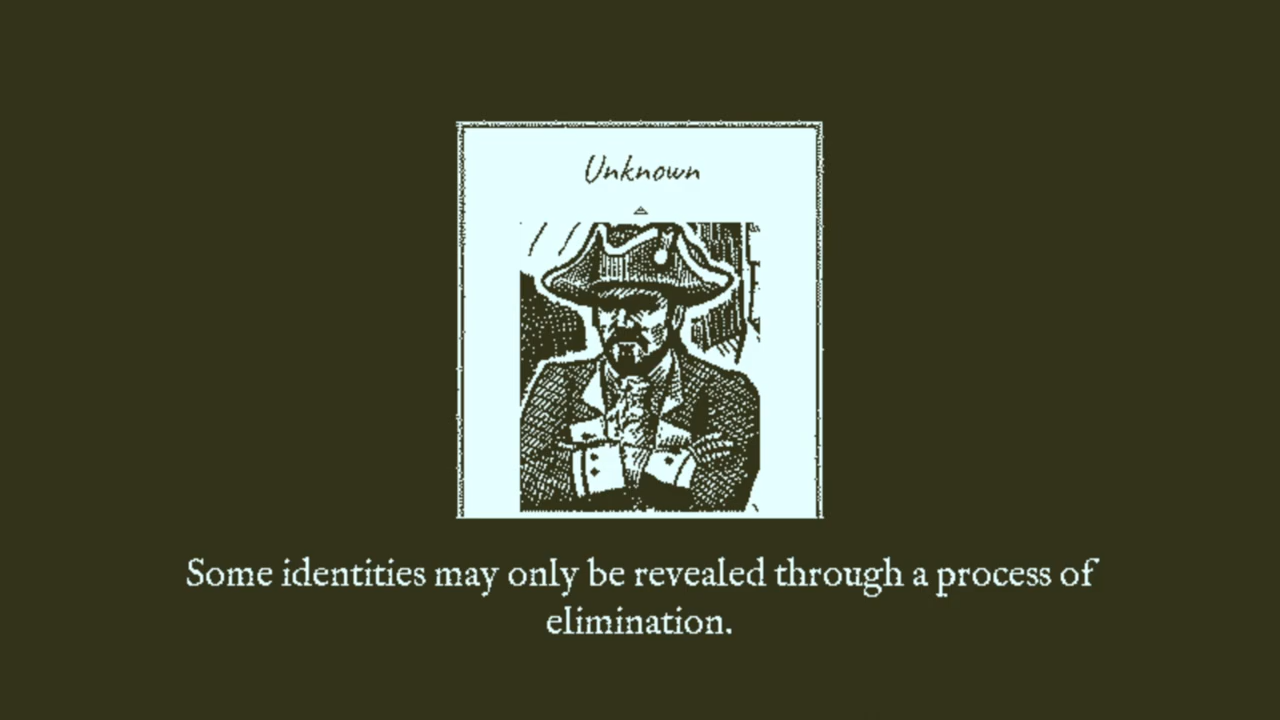 Unknown
Some identities may only be revealed through a process of
elimination.